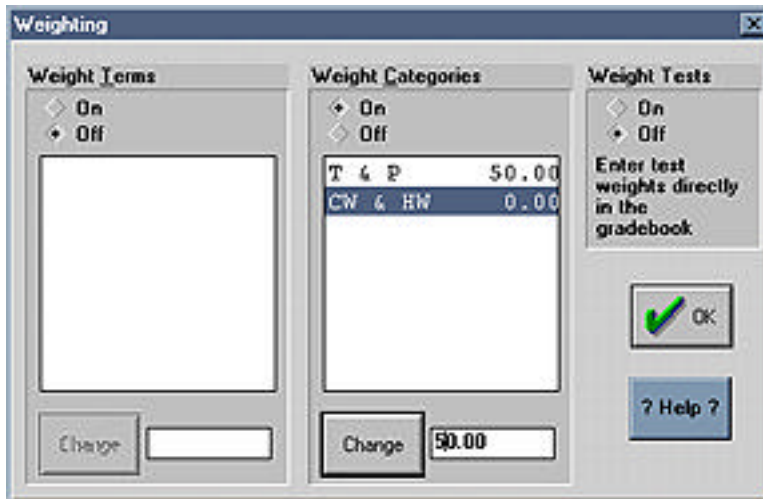 Weighting
Weight Terms
On
Off
Change
Weight Categories
On
Off
T & P 50.00
CW & HW 0.00
Change 50.00
Weight Tests
On
Off
Enter test
weights directly
in the
gradebook
OK
? Help ?